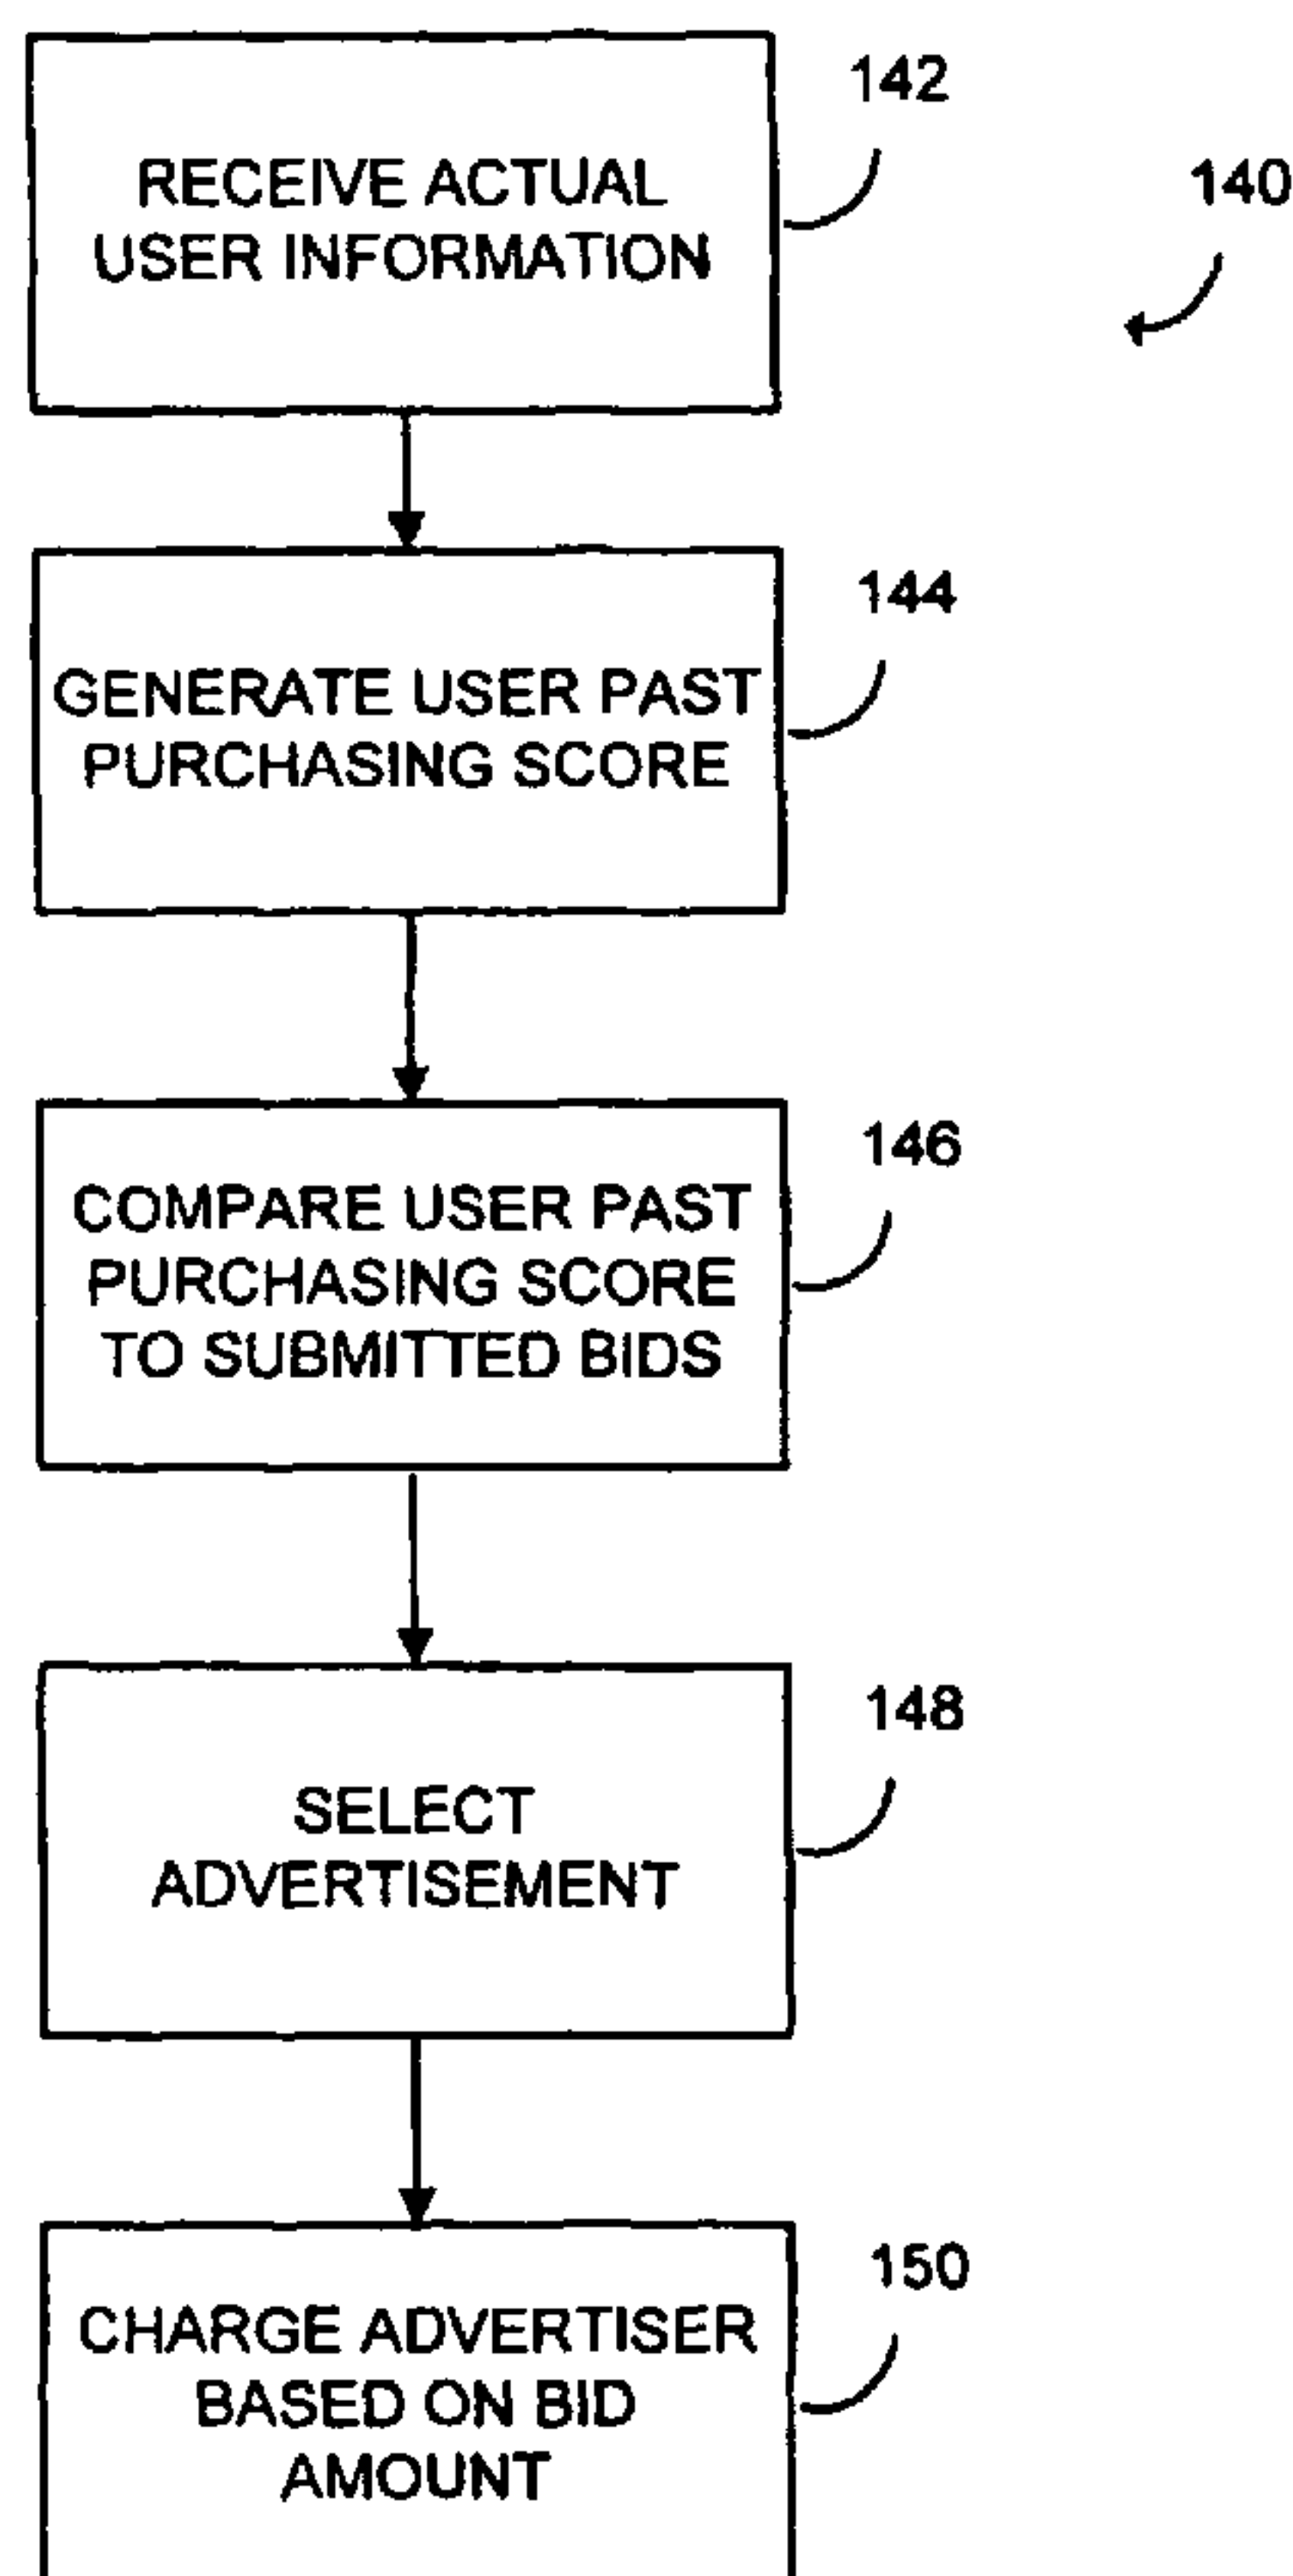 142
RECEIVE ACTUAL
USER INFORMATION
140
144
GENERATE USER PAST
PURCHASING SCORE
146
COMPARE USER PAST
PURCHASING SCORE
TO SUBMITTED BIDS
148
SELECT
ADVERTISEMENT
150
CHARGE ADVERTISER
BASED ON BID
AMOUNT